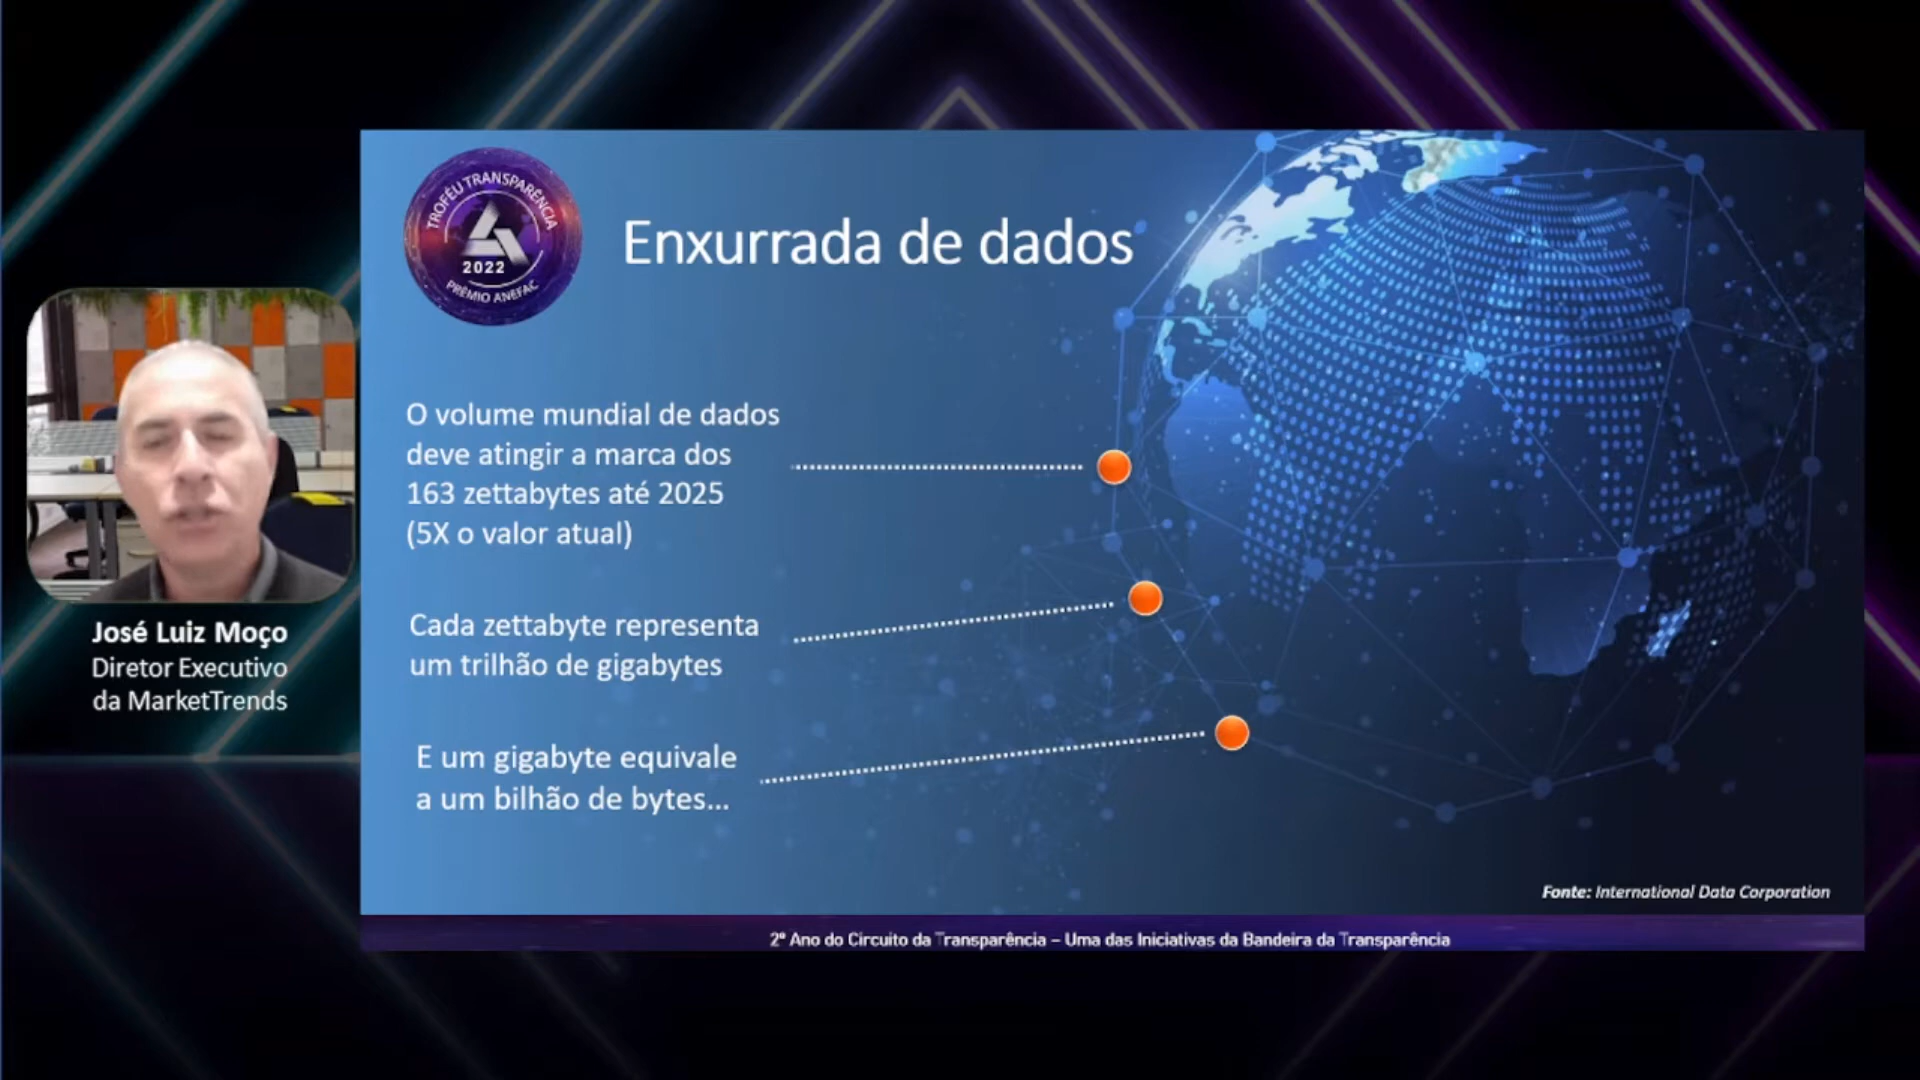 TROFÉU TRANSPARÊNCIA
2022
PRÊMIO ANEFAC
Enxurrada de dados
O volume mundial de dados
deve atingir a marca dos
163 zettabytes até 2025
(5X o valor atual)
Cada zettabyte representa
um trilhão de gigabytes
E um gigabyte equivale
a um bilhão de bytes...
José Luiz Moço
Diretor Executivo
da MarketTrends
Fonte: International Data Corporation
2º Ano do Circuito da Transparência – Uma das Iniciativas da Bandeira da Transparência